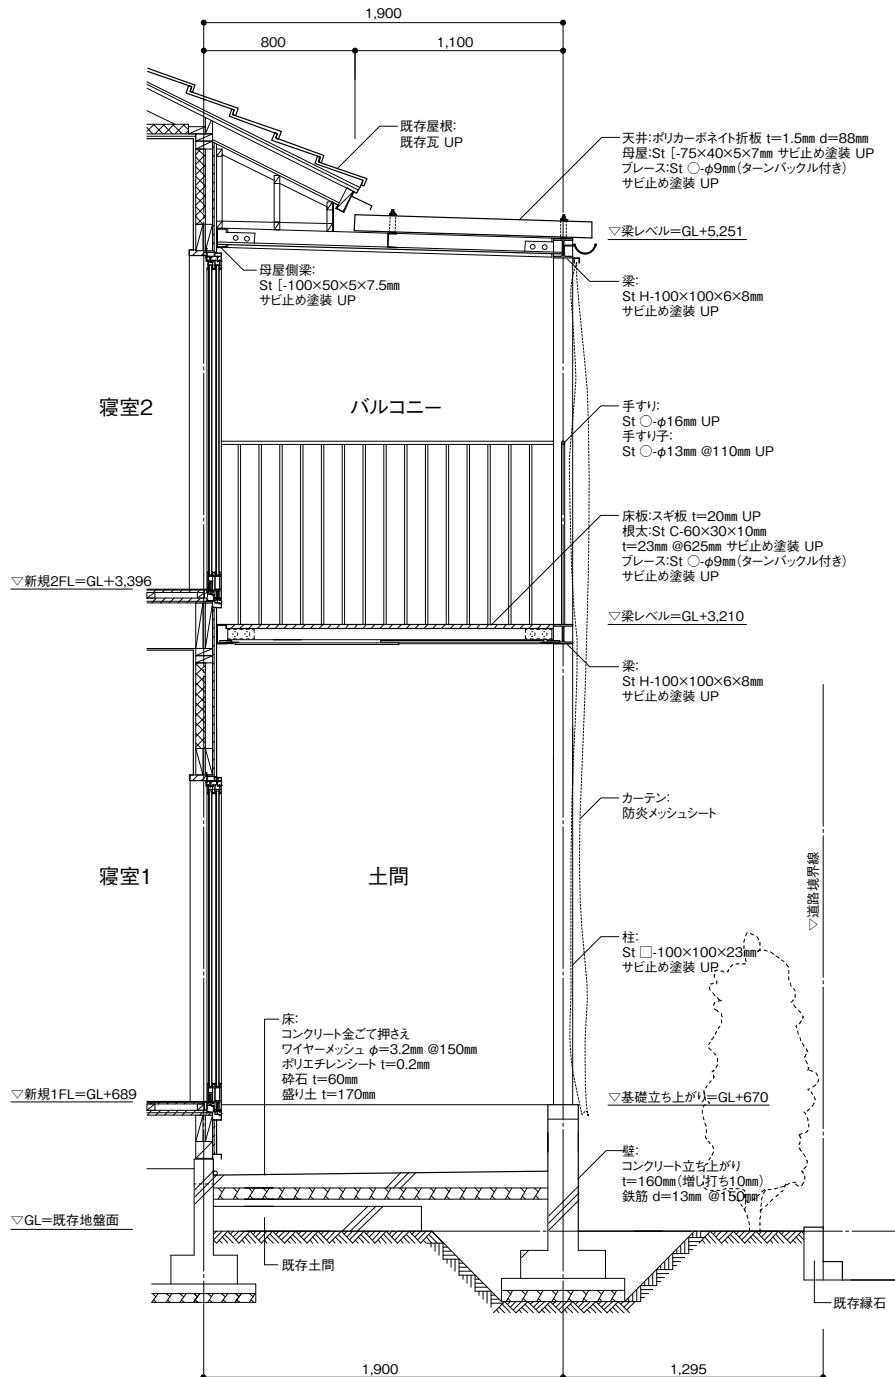 1,900
800
1,100
既存屋根:
既存瓦 UP
天井:ポリカーボネイト折板 t=1.5mm d=88mm
母屋:St [-75×40×5×7mm サビ止め塗装 UP
ブレース:St ○-φ9mm(ターンバックル付き)
サビ止め塗装 UP
▽梁レベル=GL+5,251
母屋側梁:
St [-100×50×5×7.5mm
サビ止め塗装 UP
梁:
St H-100×100×6×8mm
サビ止め塗装 UP
寝室2
バルコニー
手すり:
St ○-φ16mm UP
手すり子:
St ○-φ13mm @110mm UP
床板:スギ板 t=20mm UP
根太:St C-60×30×10mm
t=23mm @625mm サビ止め塗装 UP
ブレース:St ○-φ9mm(ターンバックル付き)
サビ止め塗装 UP
▽新規2FL=GL+3,396
▽梁レベル=GL+3,210
梁:
St H-100×100×6×8mm
サビ止め塗装 UP
カーテン:
防炎メッシュシート
寝室1
土間
▽道路境界線
柱:
St □-100×100×23mm
サビ止め塗装 UP
床:
コンクリート金ごて押さえ
ワイヤーメッシュ φ=3.2mm @150mm
ポリエチレンシート t=0.2mm
砕石 t=60mm
盛り土 t=170mm
▽新規1FL=GL+689
▽基礎立ち上がり=GL+670
壁:
コンクリート立ち上がり
t=160mm(増し打ち10mm)
鉄筋 d=13mm @150mm
▽GL=既存地盤面
既存土間
既存縁石
1,900
1,295